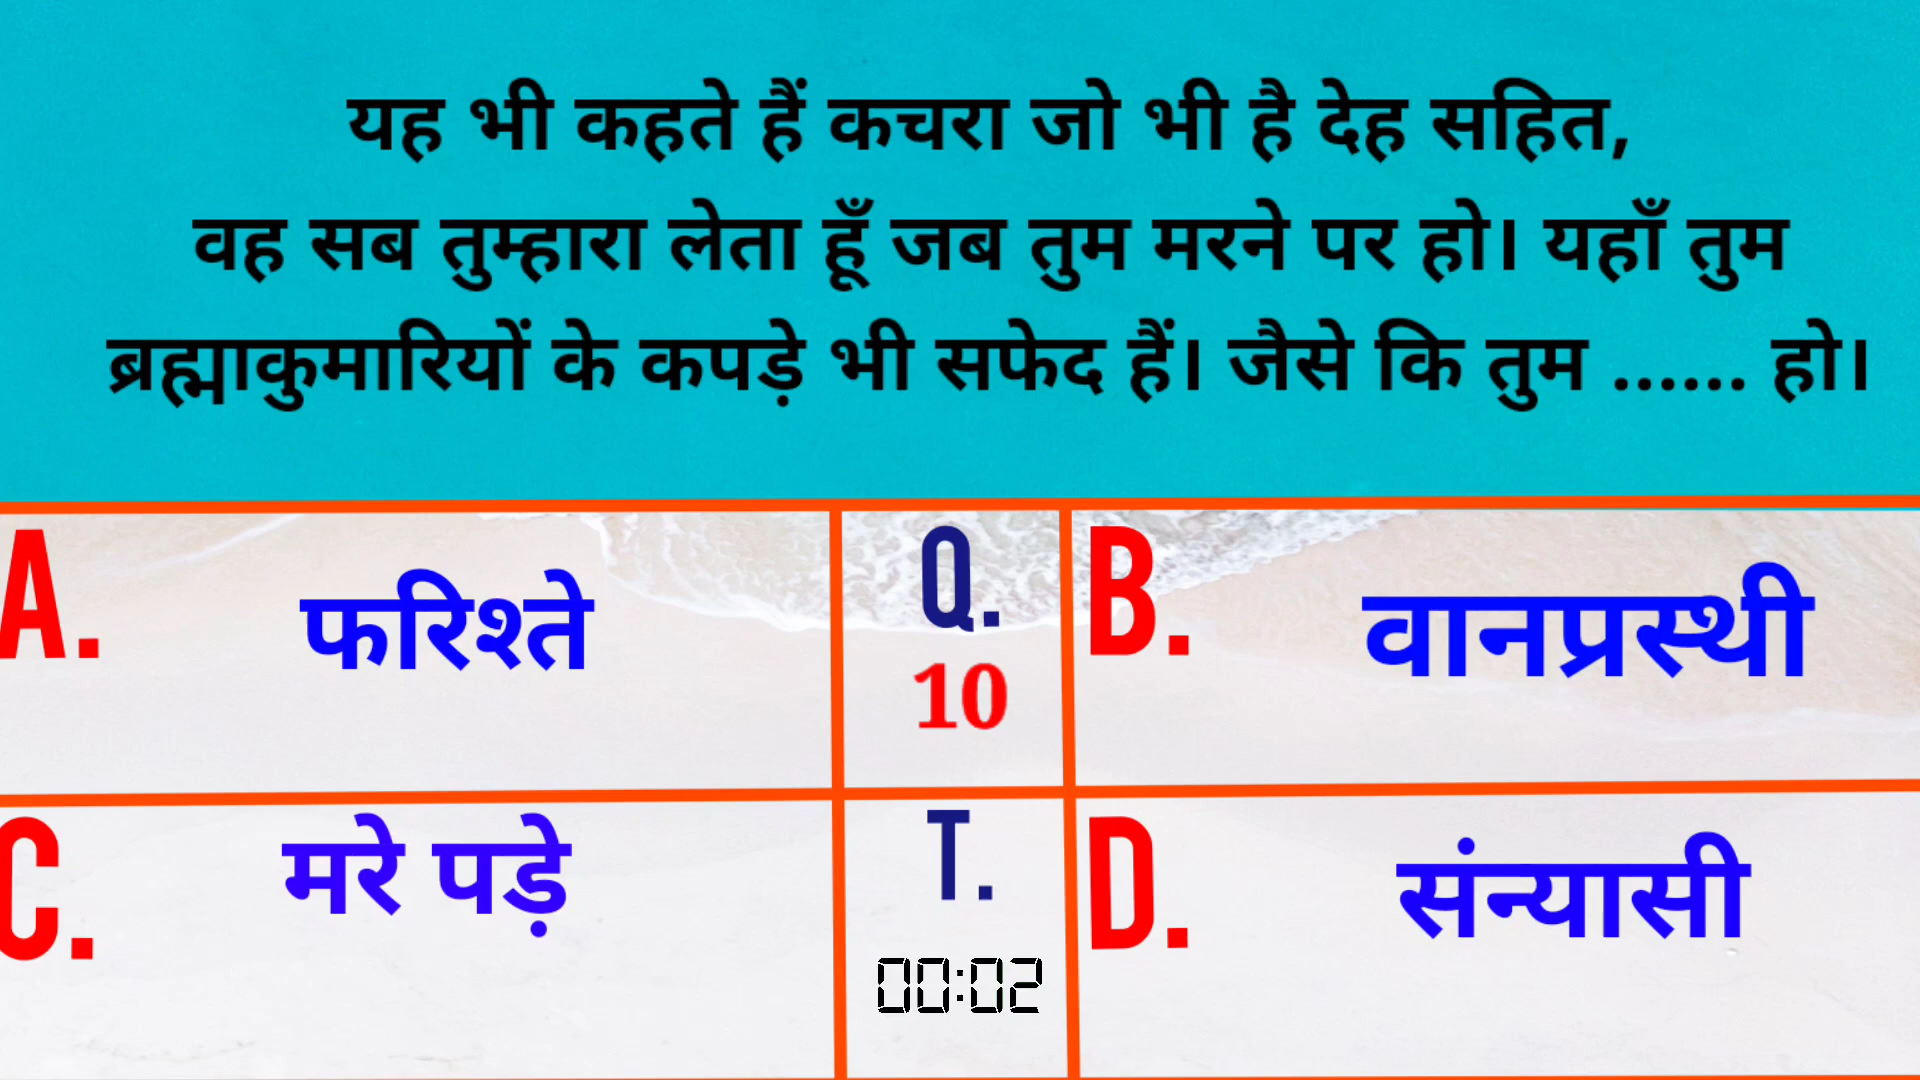 यह भी कहते हैं कचरा जो भी है देह सहित,
वह सब तुम्हारा लेता हूँ जब तुम मरने पर हो। यहाँ तुम
ब्रह्माकुमारियों के कपड़े भी सफेद हैं। जैसे कि तुम ...... हो।
A. फरिश्ते
Q.
10
B. वानप्रस्थी
C. मरे पड़े
T.
00:02
D. संन्यासी